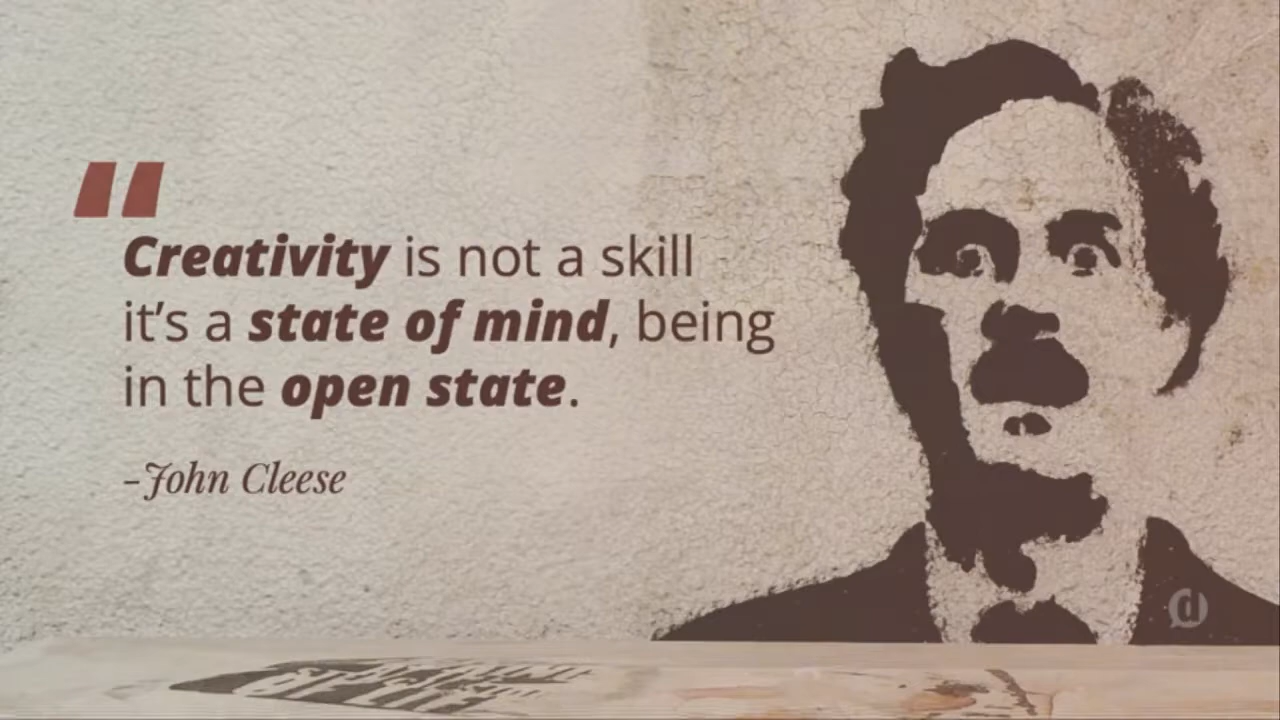 Creativity is not a skill
it’s a state of mind, being
in the open state.
–John Cleese
d